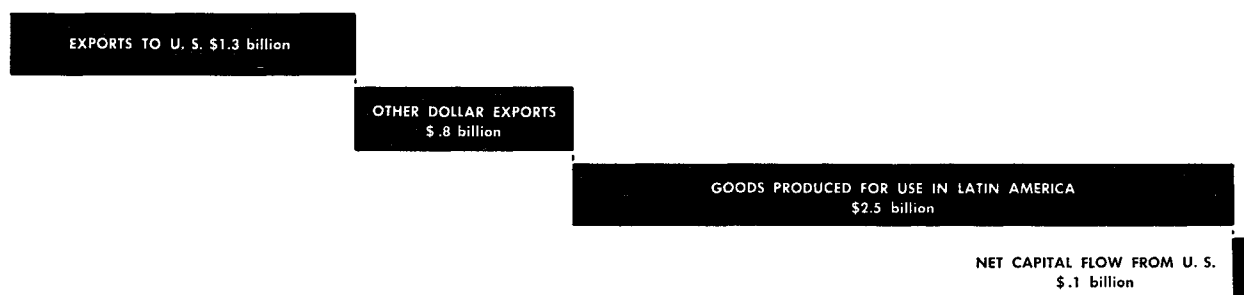 EXPORTS TO U. S. $1.3 billion
OTHER DOLLAR EXPORTS
$ .8 billion
GOODS PRODUCED FOR USE IN LATIN AMERICA
$2.5 billion
NET CAPITAL FLOW FROM U. S.
$ .1 billion